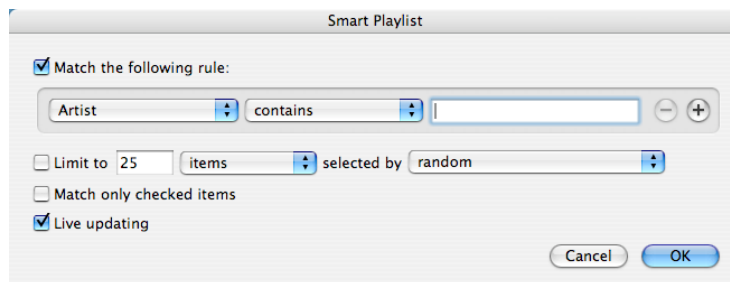 Smart Playlist
Match the following rule:
Artist contains
Limit to 25 items selected by random
Match only checked items
Live updating
Cancel OK